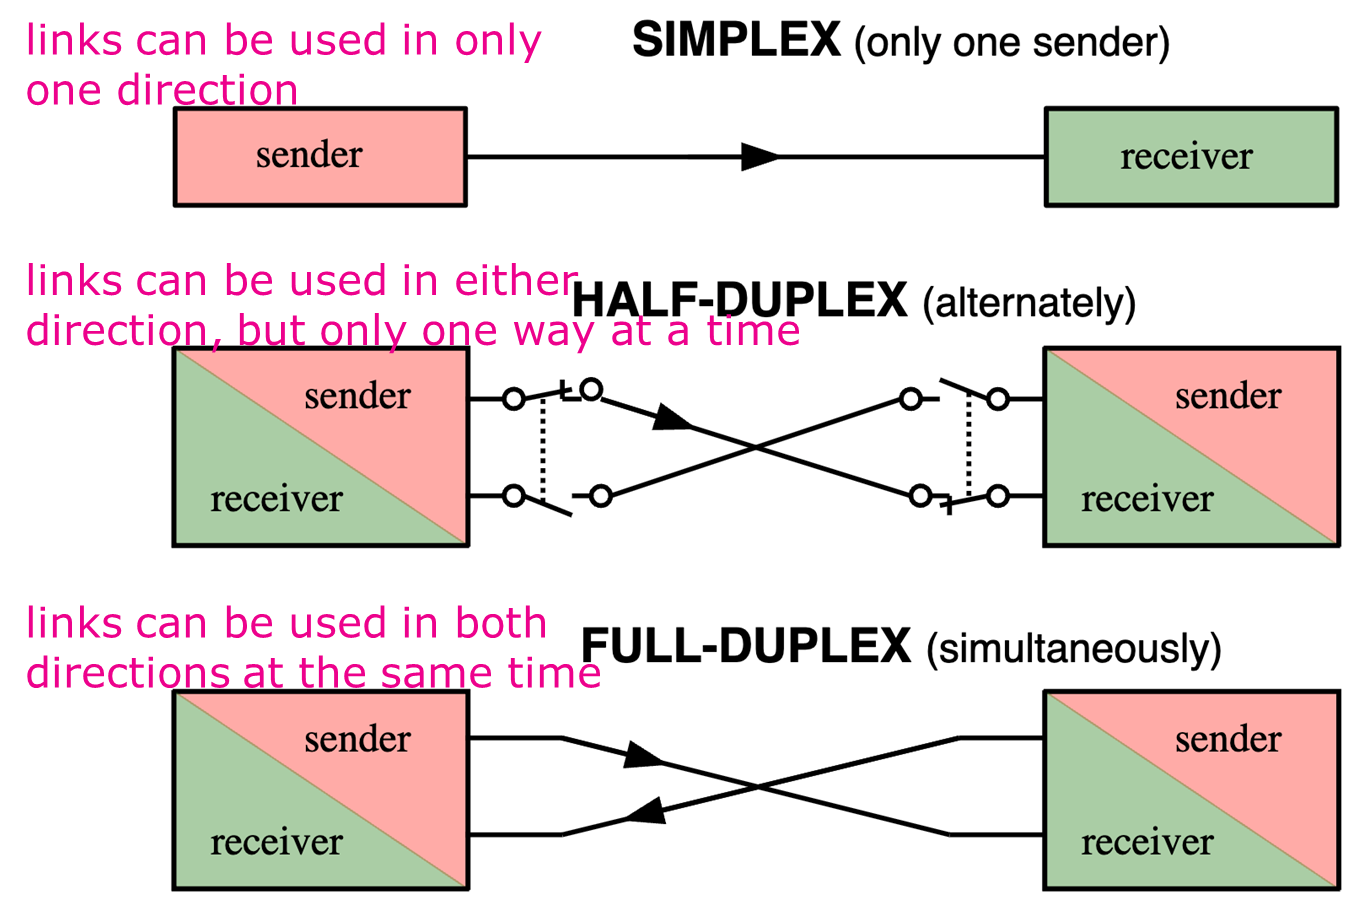 links can be used in only
one direction
SIMPLEX (only one sender)
sender
receiver
links can be used in either
direction, but only one way at a time
HALF-DUPLEX (alternately)
sender
receiver
sender
receiver
links can be used in both
directions at the same time
FULL-DUPLEX (simultaneously)
sender
receiver
sender
receiver